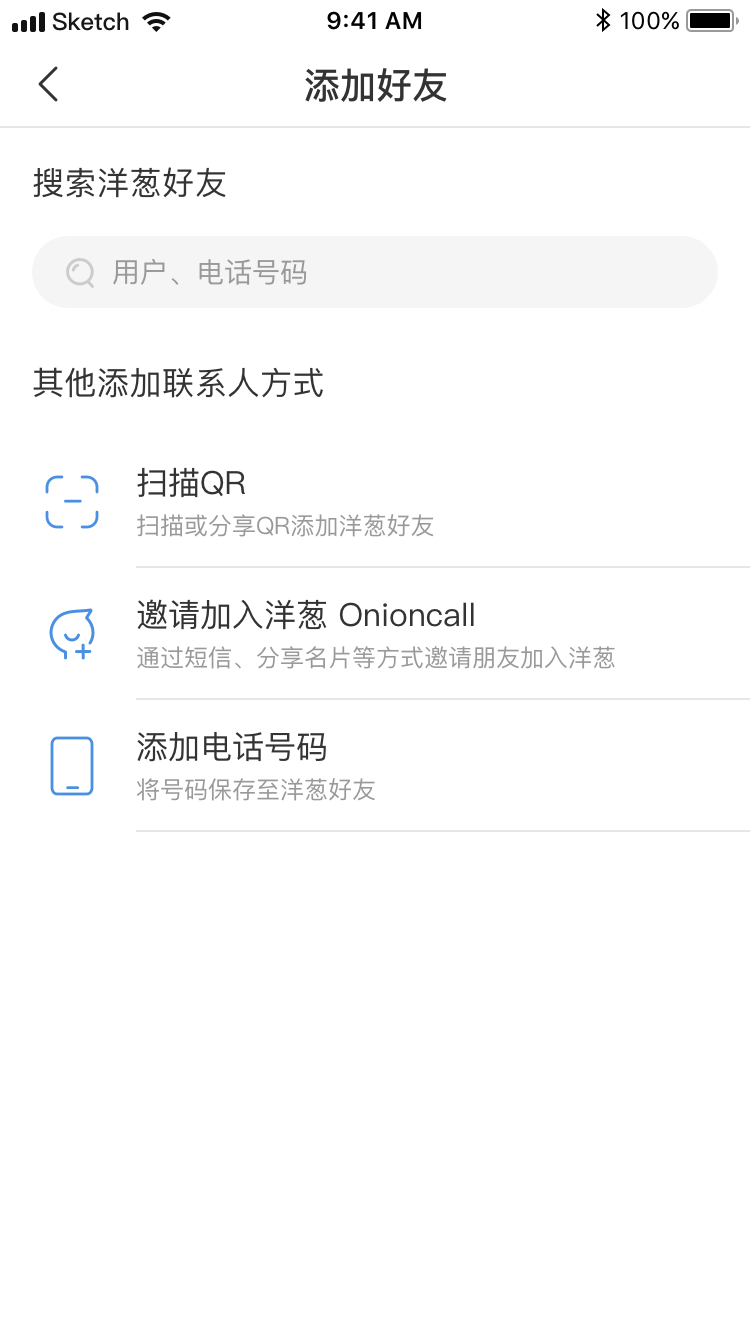 Sketch 9:41 AM 100%
添加好友
搜索洋葱好友
用户、电话号码
其他添加联系人方式
扫描QR
扫描或分享QR添加洋葱好友
邀请加入洋葱 Onioncall
通过短信、分享名片等方式邀请朋友加入洋葱
添加电话号码
将号码保存至洋葱好友